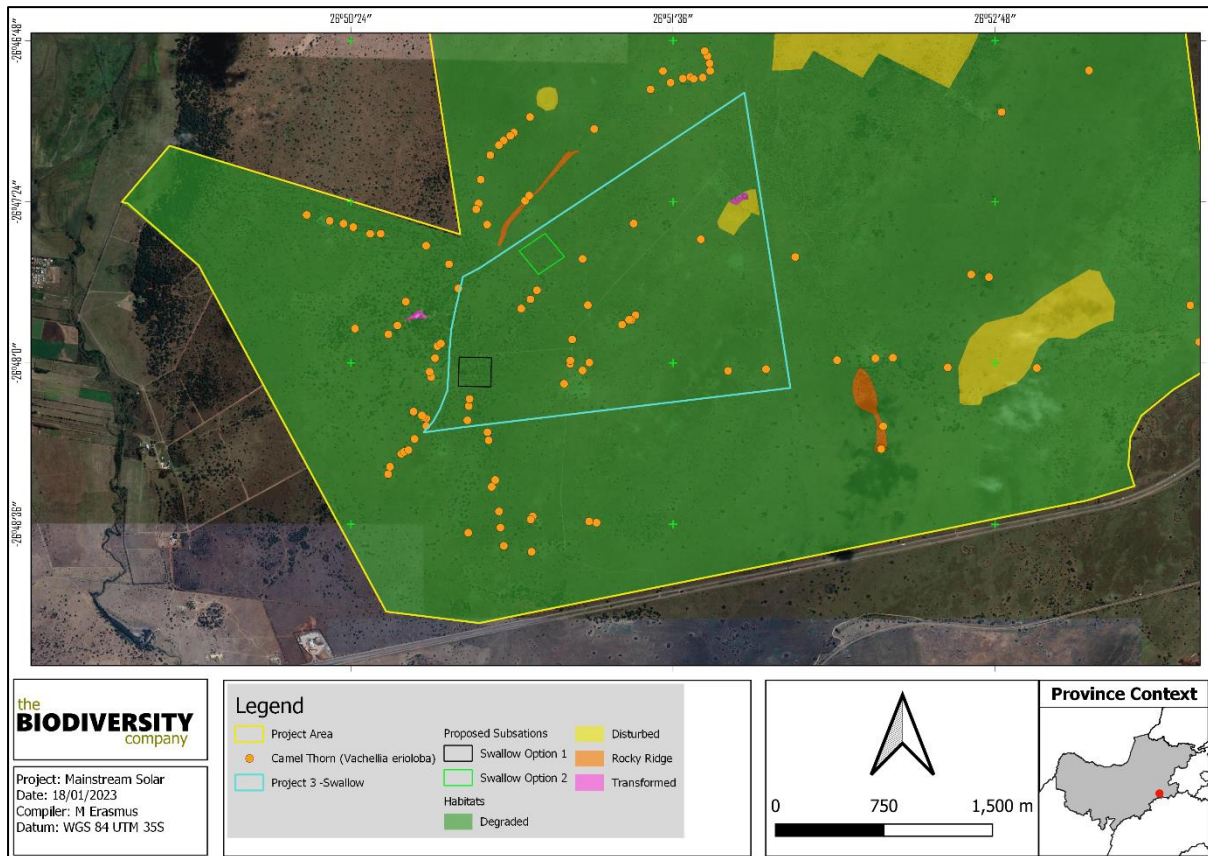 26°50'24"
26°51'36"
26°52'48"
-26°46'48"
-26°47'24"
-26°48'0"
-26°48'36"
the
BIODIVERSITY
company
Project: Mainstream Solar
Date: 18/01/2023
Compiler: M Erasmus
Datum: WGS 84 UTM 35S
Legend
Project Area
Camel Thorn (Vachellia erioloba)
Project 3 -Swallow
Proposed Subsations
Swallow Option 1
Swallow Option 2
Habitats
Degraded
Disturbed
Rocky Ridge
Transformed
0 750 1,500 m
Province Context